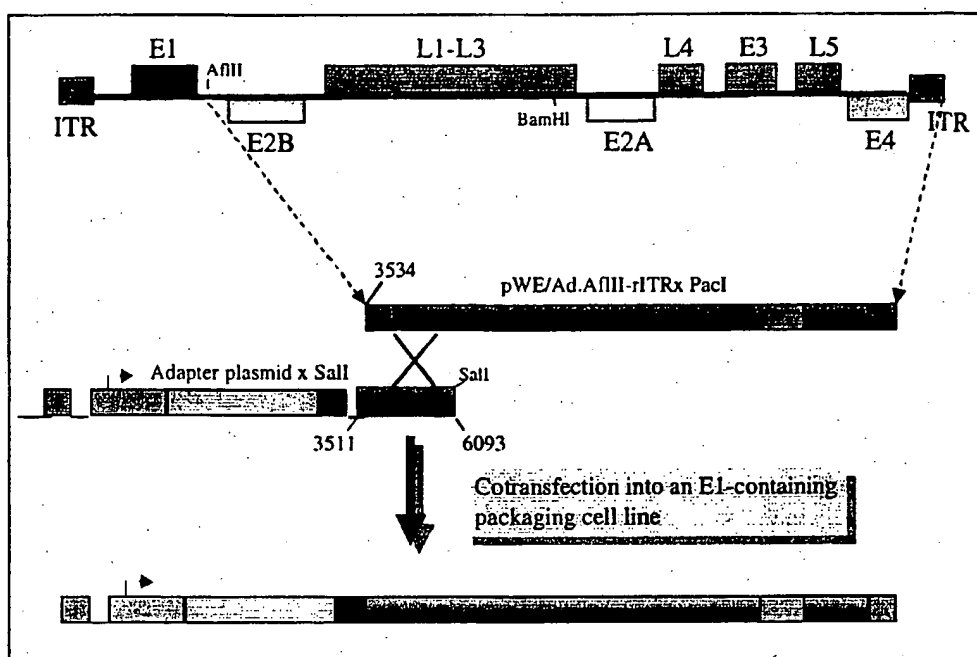 E1
AflII
L1-L3
L4
E3
L5
ITR
E2B
BamHI
E2A
E4
ITR
3534
pWE/Ad.AflII-rITRx PacI
Adapter plasmid x SalI
SalI
3511
6093
Cotransfection into an E1-containing
packaging cell line